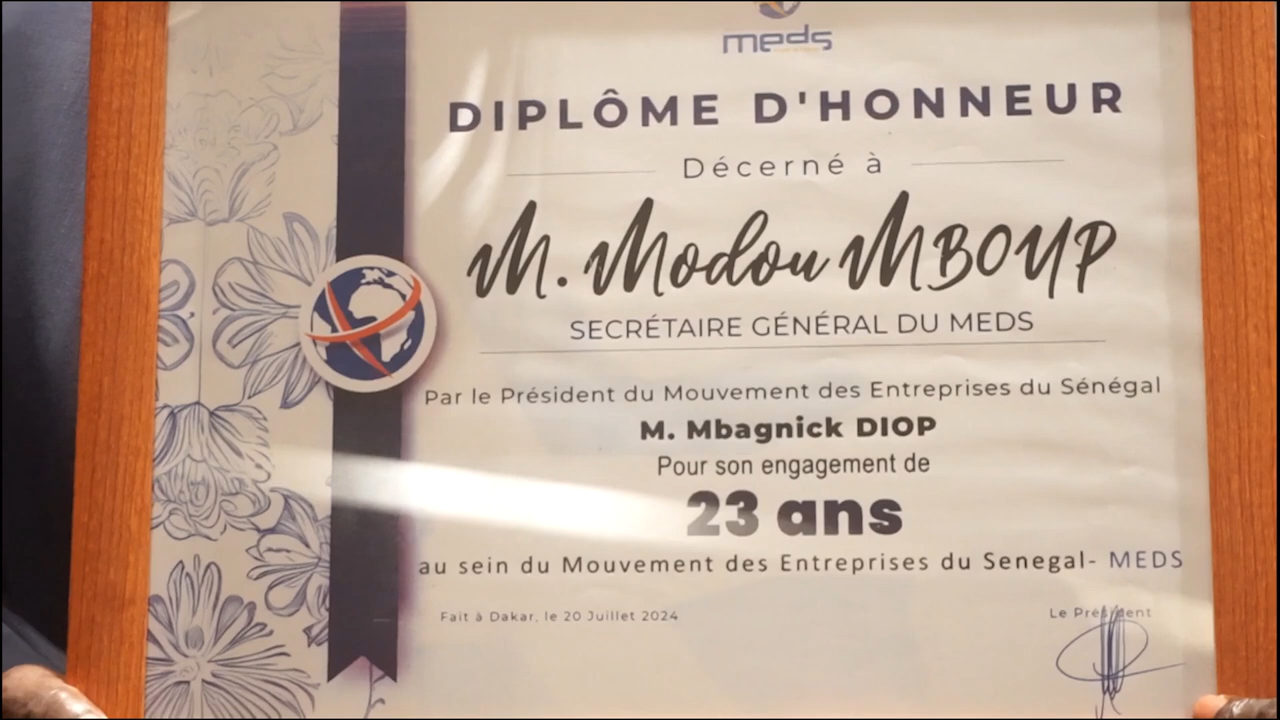 meds
DIPLÔME D'HONNEUR
Décerné à
M. Modou MBOUP
SECRÉTAIRE GÉNÉRAL DU MEDS
Par le Président du Mouvement des Entreprises du Sénégal
M. Mbagnick DIOP
Pour son engagement de
23 ans
au sein du Mouvement des Entreprises du Senegal- MEDS
Fait à Dakar, le 20 Juillet 2024
Le Président